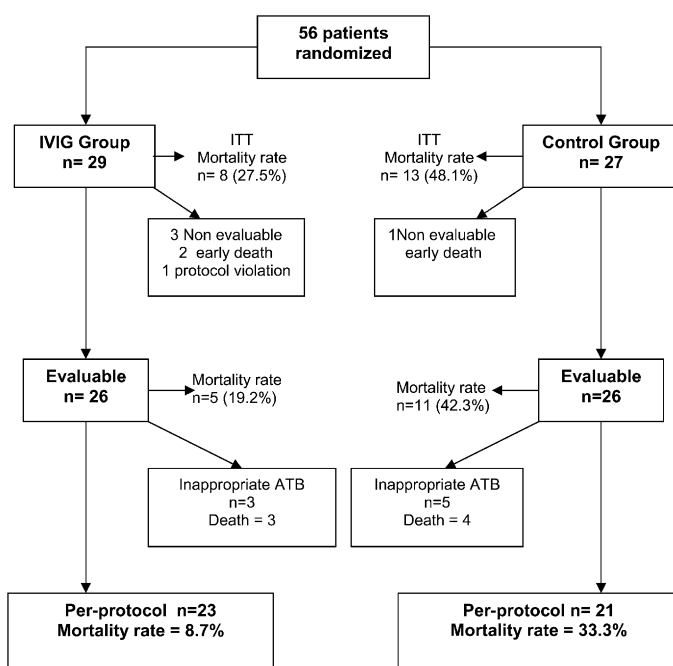 56 patients
randomized
IVIG Group
n= 29
ITT
Mortality rate
n= 8 (27.5%)
ITT
Mortality rate
n= 13 (48.1%)
Control Group
n= 27
3 Non evaluable
2 early death
1 protocol violation
1Non evaluable
early death
Evaluable
n= 26
Mortality rate
n=5 (19.2%)
Mortality rate
n=11 (42.3%)
Evaluable
n=26
Inappropriate ATB
n=3
Death = 3
Inappropriate ATB
n=5
Death = 4
Per-protocol n=23
Mortality rate = 8.7%
Per-protocol n= 21
Mortality rate = 33.3%